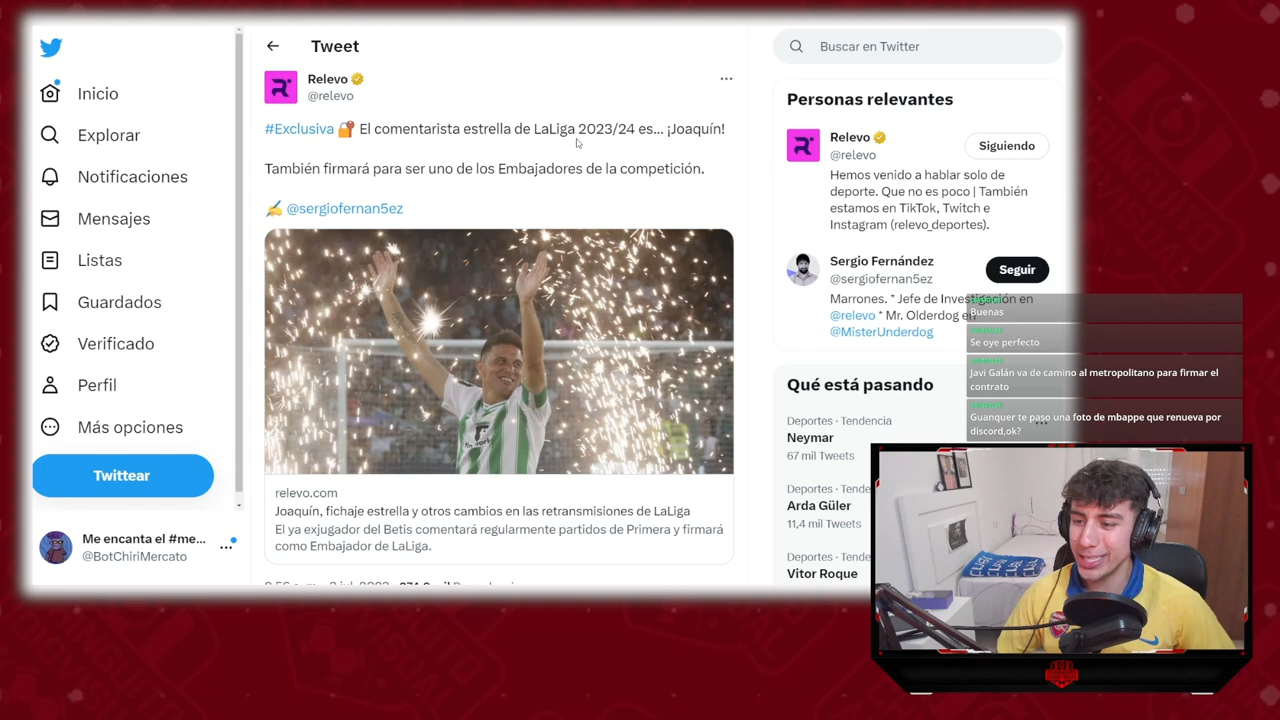 Tweet
Buscar en Twitter
Inicio
Explorar
Notificaciones
Mensajes
Listas
Guardados
Verificado
Perfil
Más opciones
Twittear
Me encanta el #me...
@BotChiriMercato
Relevo
@relevo
#Exclusiva 🔐 El comentarista estrella de LaLiga 2023/24 es... ¡Joaquín!
También firmará para ser uno de los Embajadores de la competición.
✍️ @sergiofernan5ez
relevo.com
Joaquín, fichaje estrella y otros cambios en las retransmisiones de LaLiga
El ya exjugador del Betis comentará regularmente partidos de Primera y firmará
como Embajador de LaLiga.
Personas relevantes
Relevo
@relevo
Siguiendo
Hemos venido a hablar solo de
deporte. Que no es poco | También
estamos en TikTok, Twitch e
Instagram (relevo_deportes).
Sergio Fernández
@sergiofernan5ez
Seguir
Marrones. * Jefe de Investigación en
@relevo * Mr. Olderdog en
@MisterUnderdog
Qué está pasando
Deportes · Tendencia
Neymar
67 mil Tweets
Deportes · Tende
Arda Güler
11,4 mil Tweets
Deportes · Tende
Vitor Roque
Buenas
Se oye perfecto
Javi Galán va de camino al metropolitano para firmar el
contrato
Guanquer te paso una foto de mbappe que renueva por
discord,ok?